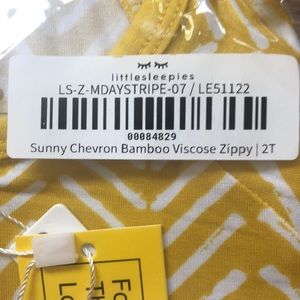 littlesleepies
LS-Z-MDAYSTRIPE-07 / LE51122
00084829
Sunny Chevron Bamboo Viscose Zippy | 2T